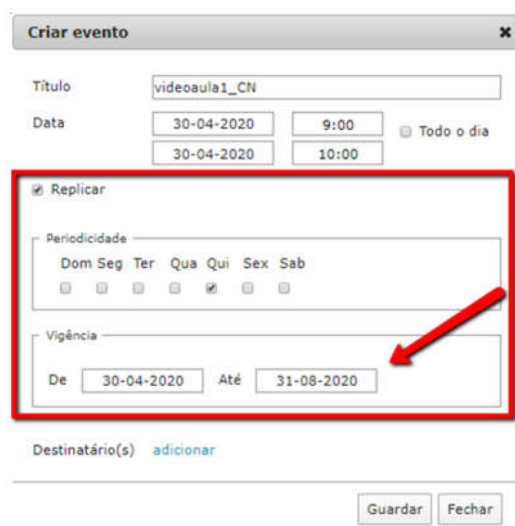 Criar evento
Título videoaula1_CN
Data 30-04-2020 9:00 Todo o dia
30-04-2020 10:00
Replicar
Periodicidade
Dom Seg Ter Qua Qui Sex Sab
Vigência
De 30-04-2020 Até 31-08-2020
Destinatário(s) adicionar
Guardar Fechar